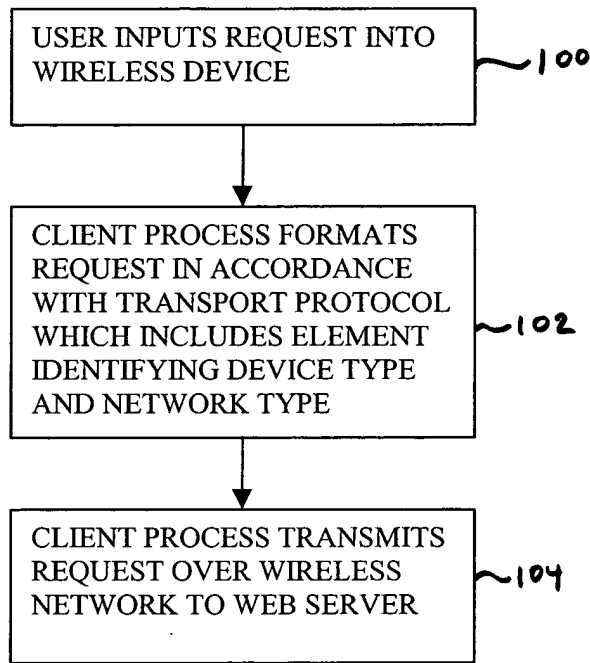 USER INPUTS REQUEST INTO
WIRELESS DEVICE
100
CLIENT PROCESS FORMATS
REQUEST IN ACCORDANCE
WITH TRANSPORT PROTOCOL
WHICH INCLUDES ELEMENT
IDENTIFYING DEVICE TYPE
AND NETWORK TYPE
102
CLIENT PROCESS TRANSMITS
REQUEST OVER WIRELESS
NETWORK TO WEB SERVER
104